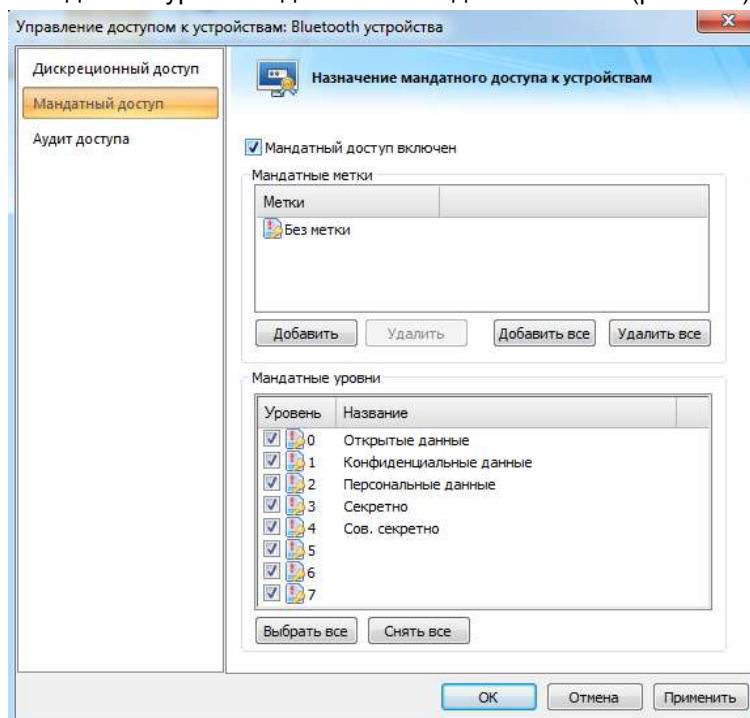 Управление доступом к устройствам: Bluetooth устройства
Дискреционный доступ
Мандатный доступ
Аудит доступа
Назначение мандатного доступа к устройствам
Мандатный доступ включен
Мандатные метки
Метки
Без метки
Добавить Удалить Добавить все Удалить все
Мандатные уровни
Уровень Название
0 Открытые данные
1 Конфиденциальные данные
2 Персональные данные
3 Секретно
4 Сов. секретно
5
6
7
Выбрать все Снять все
OK Отмена Применить